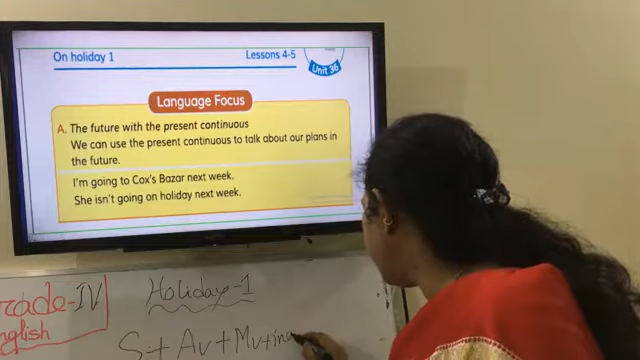 On holiday 1 Lessons 4-5
Unit 36
Language Focus
A. The future with the present continuous
We can use the present continuous to talk about our plans in
the future.
I'm going to Cox's Bazar next week.
She isn't going on holiday next week.
rade-IV
nglish
Holiday-1
S+ Av+Mv+ing